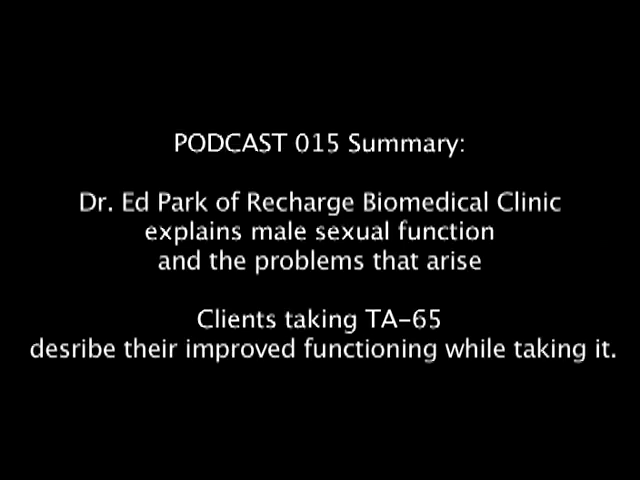 PODCAST 015 Summary:
Dr. Ed Park of Recharge Biomedical Clinic
explains male sexual function
and the problems that arise
Clients taking TA-65
desribe their improved functioning while taking it.